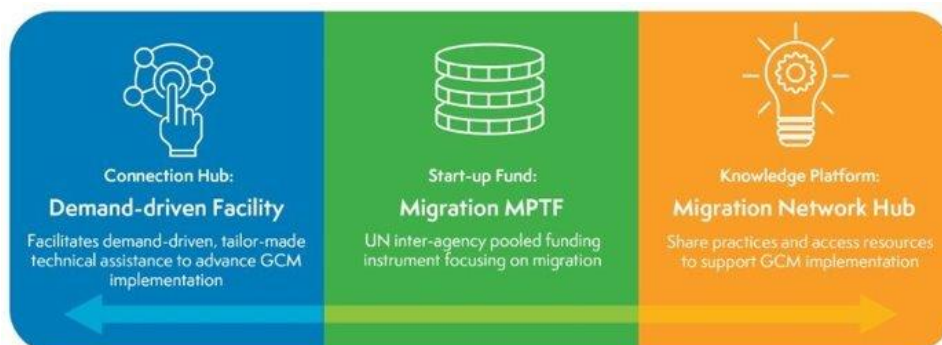 Connection Hub:
Demand-driven Facility
Facilitates demand-driven, tailor-made
technical assistance to advance GCM
implementation
Start-up Fund:
Migration MPTF
UN inter-agency pooled funding
instrument focusing on migration
Knowledge Platform:
Migration Network Hub
Share practices and access resources
to support GCM implementation